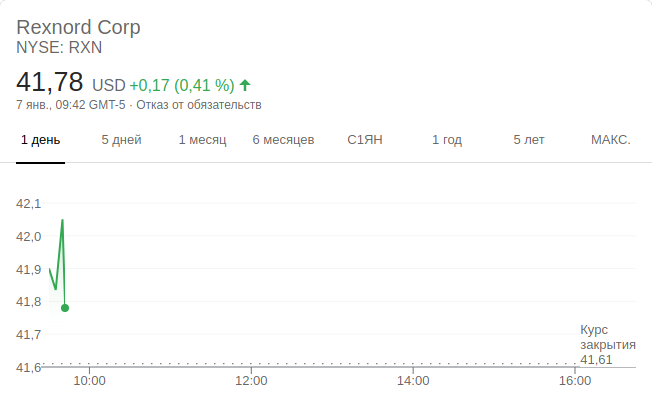 Rexnord Corp
NYSE: RXN
41,78 USD +0,17 (0,41 %)
7 янв., 09:42 GMT-5 · Отказ от обязательств
1 день 5 дней 1 месяц 6 месяцев С1ЯН 1 год 5 лет МАКС.
42,1
42,0
41,9
41,8
41,7
41,6
Курс
закрытия
41,61
10:00 12:00 14:00 16:00